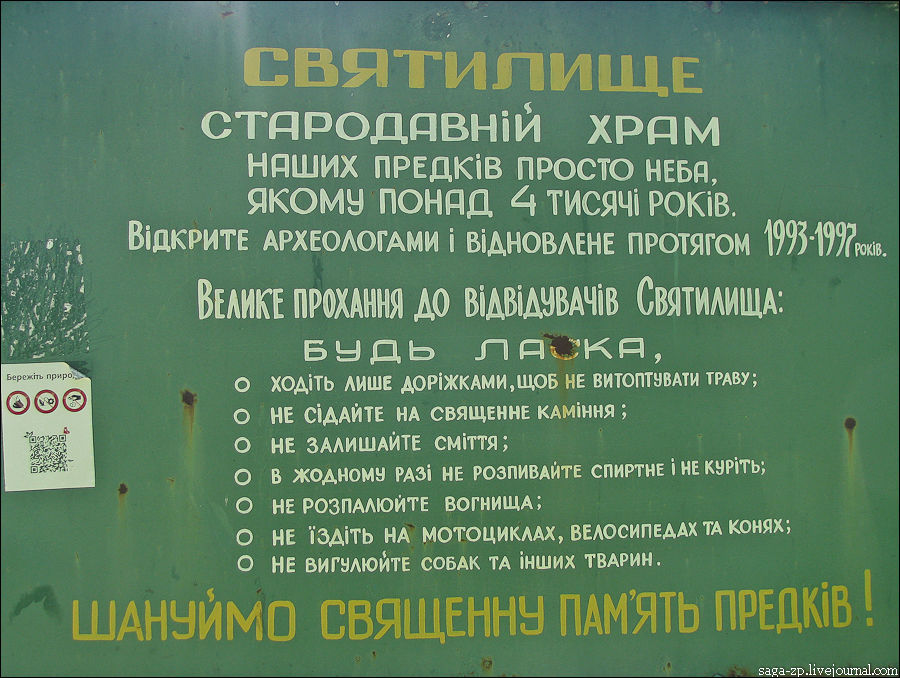 СВЯТИЛИЩЕ
СТАРОДАВНІЙ ХРАМ
НАШИХ ПРЕДКІВ ПРОСТО НЕБА,
ЯКОМУ ПОНАД 4 ТИСЯЧІ РОКІВ.
ВІДКРИТЕ АРХЕОЛОГАМИ І ВІДНОВЛЕНЕ ПРОТЯГОМ 1993-1997 РОКІВ.
ВЕЛИКЕ ПРОХАННЯ ДО ВІДВІДУВАЧІВ СВЯТИЛИЩА:
БУДЬ ЛАСКА,
О ХОДІТЬ ЛИШЕ ДОРІЖКАМИ, ЩОБ НЕ ВИТОПТУВАТИ ТРАВУ;
О НЕ СІДАЙТЕ НА СВЯЩЕННЕ КАМІННЯ;
О НЕ ЗАЛИШАЙТЕ СМІТТЯ;
О В ЖОДНОМУ РАЗІ НЕ РОЗПИВАЙТЕ СПИРТНЕ І НЕ КУРІТЬ;
О НЕ РОЗПАЛЮЙТЕ ВОГНИЩА;
О НЕ ЇЗДІТЬ НА МОТОЦИКЛАХ, ВЕЛОСИПЕДАХ ТА КОНЯХ;
О НЕ ВИГУЛЮЙТЕ СОБАК ТА ІНШИХ ТВАРИН.
ШАНУЙМО СВЯЩЕННУ ПАМ'ЯТЬ ПРЕДКІВ!
Бережіть
saga-zp.livejournal.com